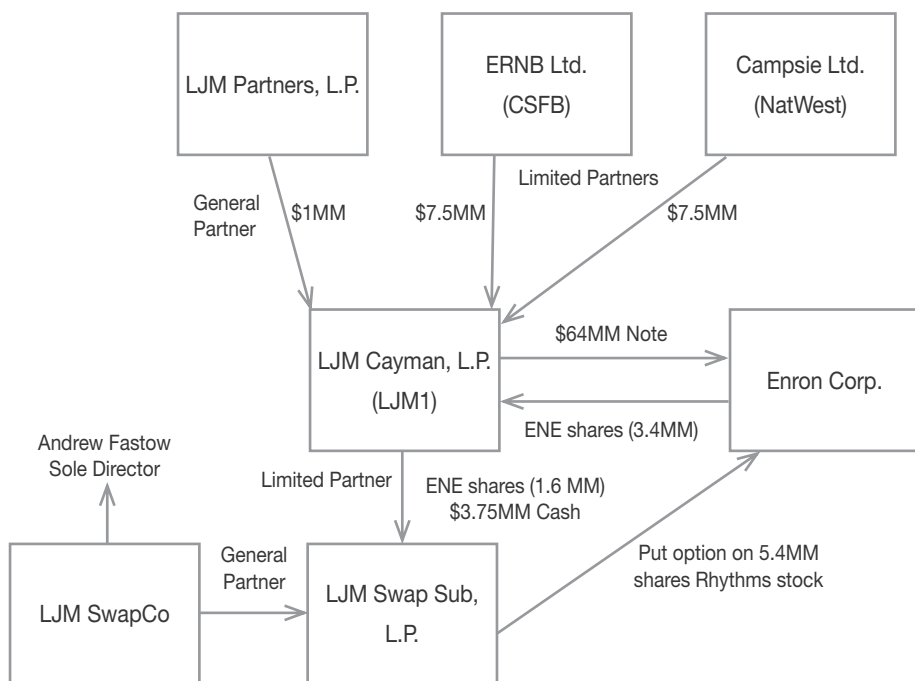 LJM Partners, L.P.
ERNB Ltd.
(CSFB)
Campsie Ltd.
(NatWest)
General
Partner
$1MM
$7.5MM
Limited Partners
$7.5MM
LJM Cayman, L.P.
(LJM1)
$64MM Note
Enron Corp.
ENE shares (3.4MM)
Andrew Fastow
Sole Director
Limited Partner
ENE shares (1.6 MM)
$3.75MM Cash
LJM SwapCo
General
Partner
LJM Swap Sub,
L.P.
Put option on 5.4MM
shares Rhythms stock